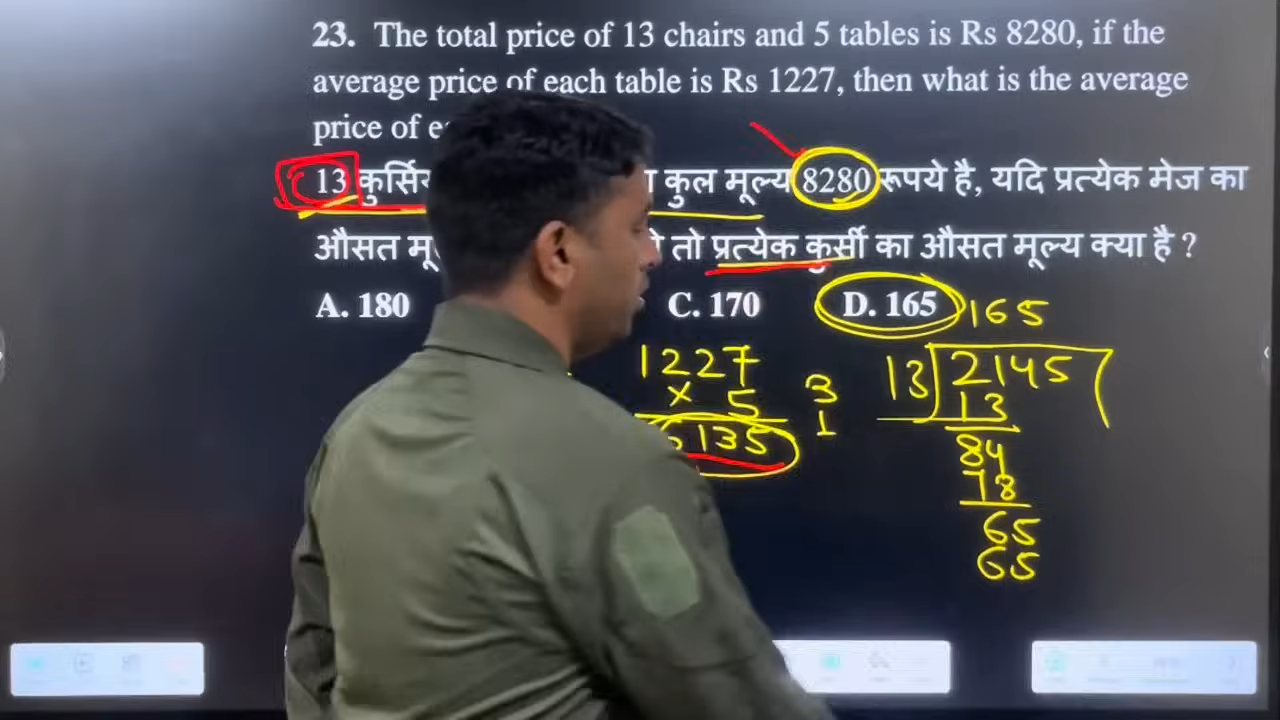 23. The total price of 13 chairs and 5 tables is Rs 8280, if the
average price of each table is Rs 1227, then what is the average
price of
13 कुर्सि कुल मूल्य 8280 रूपये है, यदि प्रत्येक मेज का
औसत तो प्रत्येक कुर्सी का औसत मूल्य क्या है ?
A. 180 C. 170 D. 165
165
1227
× 5
135
3
1
13 2145
13
84
78
65
65